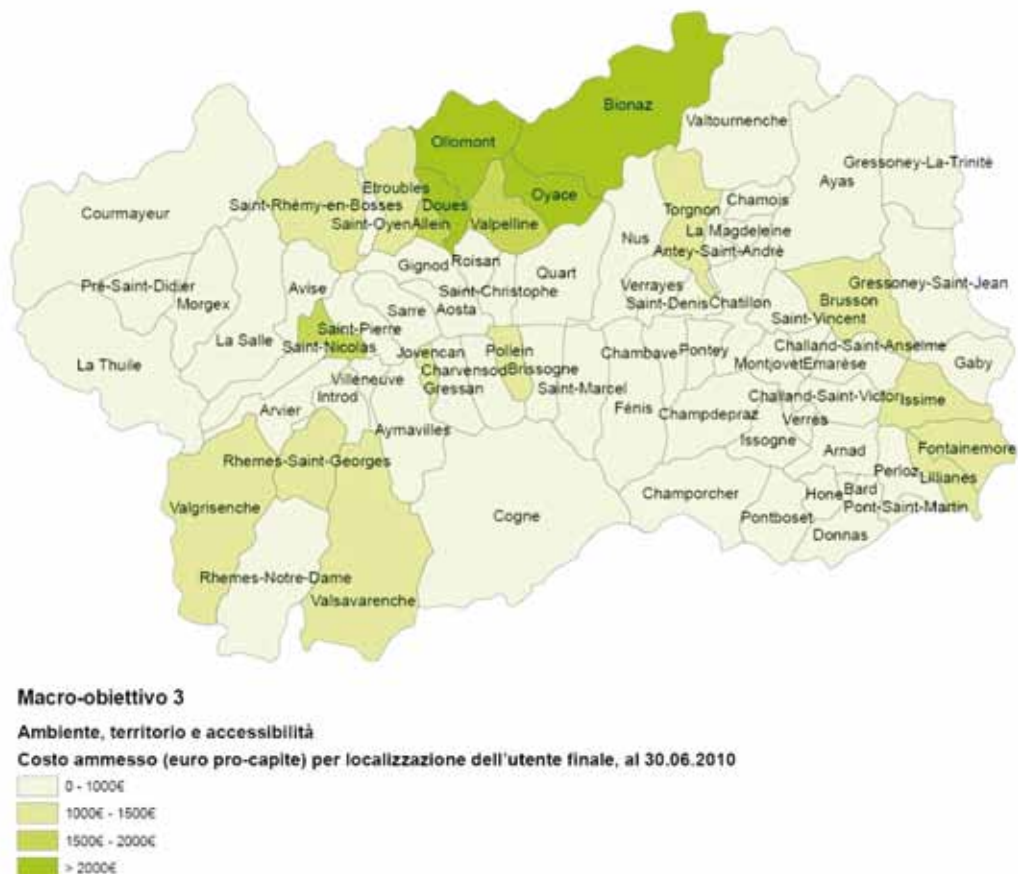 Bionaz
Valtournenche
Ollomont
Gressoney-La-Trinité
Ayas
Etroubles
Oyace
Saint-Rhémy-en-Bosses
Doues
Chamois
Courmayeur
Torgnon
Saint-Oyen
Allein
Valpelline
La Magdeleine
Nus
Antey-Saint-André
Roisan
Gignod
Quart
Pré-Saint-Didier
Avise
Verrayes
Gressoney-Saint-Jean
Morgex
Saint-Christophe
Saint-Denis
Chatillon
Brusson
Sarre
Aosta
Saint-Vincent
Saint-Pierre
La Salle
Saint-Nicolas
Challand-Saint-Anselme
Jovencan
Pollein
Chambave
Pontey
La Thuile
Montjovet
Emarèse
Gaby
Charvensod
Brissogne
Villeneuve
Gressan
Saint-Marcel
Introd
Challand-Saint-Victor
Issime
Arvier
Fénis
Champdepraz
Verres
Aymavilles
Issogne
Arnad
Fontainemore
Rhemes-Saint-Georges
Perloz
Lillianes
Champorcher
Hone
Bard
Valgrisenche
Pont-Saint-Martin
Cogne
Pontboset
Donnas
Rhemes-Notre-Dame
Valsavarenche
Macro-obiettivo 3
Ambiente, territorio e accessibilità
Costo ammesso (euro pro-capite) per localizzazione dell'utente finale, al 30.06.2010
0 - 1000€
1000€ - 1500€
1500€ - 2000€
> 2000€